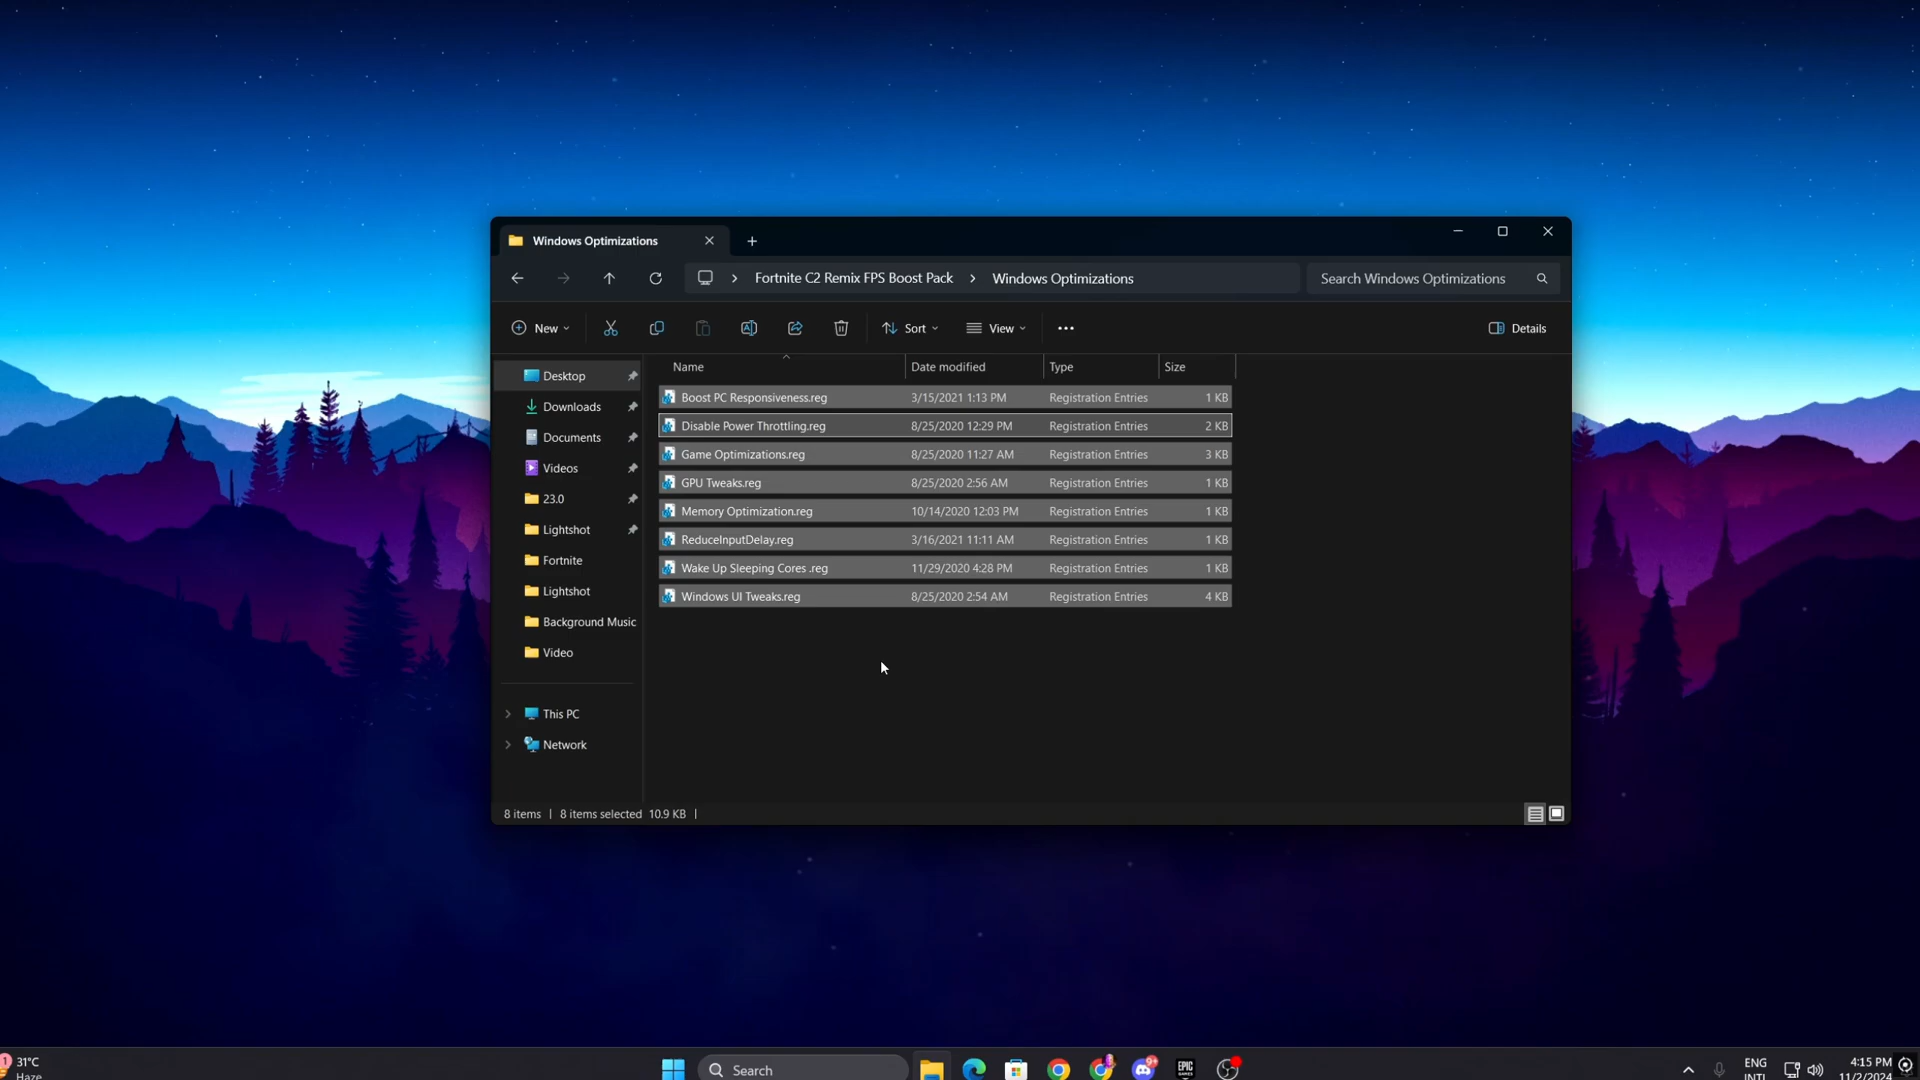 Windows Optimizations
Fortnite C2 Remix FPS Boost Pack > Windows Optimizations
Search Windows Optimizations
New
Sort
View
Details
Desktop
Downloads
Documents
Videos
23.0
Lightshot
Fortnite
Lightshot
Background Music
Video
This PC
Network
Name Date modified Type Size
Boost PC Responsiveness.reg 3/15/2021 1:13 PM Registration Entries 1 KB
Disable Power Throttling.reg 8/25/2020 12:29 PM Registration Entries 2 KB
Game Optimizations.reg 8/25/2020 11:27 AM Registration Entries 3 KB
GPU Tweaks.reg 8/25/2020 2:56 AM Registration Entries 1 KB
Memory Optimization.reg 10/14/2020 12:03 PM Registration Entries 1 KB
ReduceInputDelay.reg 3/16/2021 11:11 AM Registration Entries 1 KB
Wake Up Sleeping Cores .reg 11/29/2020 4:28 PM Registration Entries 1 KB
Windows UI Tweaks.reg 8/25/2020 2:54 AM Registration Entries 4 KB
8 items | 8 items selected 10.9 KB |
1
31°C
Haze
Search
9+
EPIC
GAMES
ENG
INTL
4:15 PM
11/2/2024